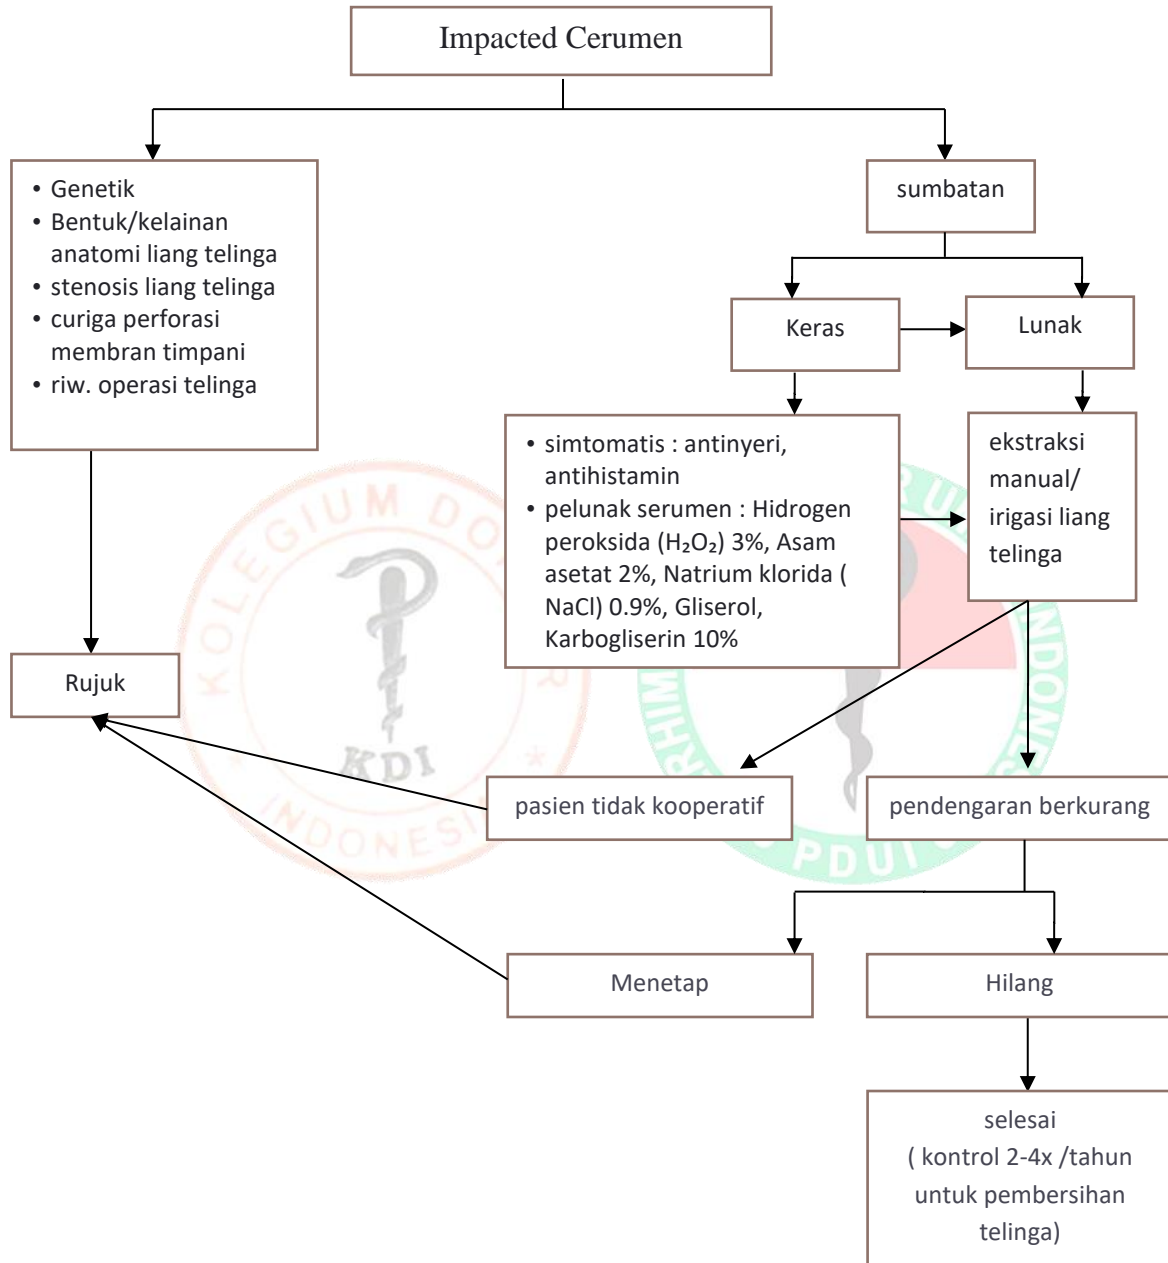 Impacted Cerumen
• Genetik
• Bentuk/kelainan
anatomi liang telinga
• stenosis liang telinga
• curiga perforasi
membran timpani
• riw. operasi telinga
sumbatan
Keras
Lunak
• simtomatis : antinyeri,
antihistamin
• pelunak serumen : Hidrogen
peroksida (H₂O₂) 3%, Asam
asetat 2%, Natrium klorida (
NaCl) 0.9%, Gliserol,
Karbogliserin 10%
ekstraksi
manual/
irigasi liang
telinga
Rujuk
pasien tidak kooperatif
pendengaran berkurang
Menetap
Hilang
selesai
( kontrol 2-4x /tahun
untuk pembersihan
telinga)
KDI
INDONESI
PDUI